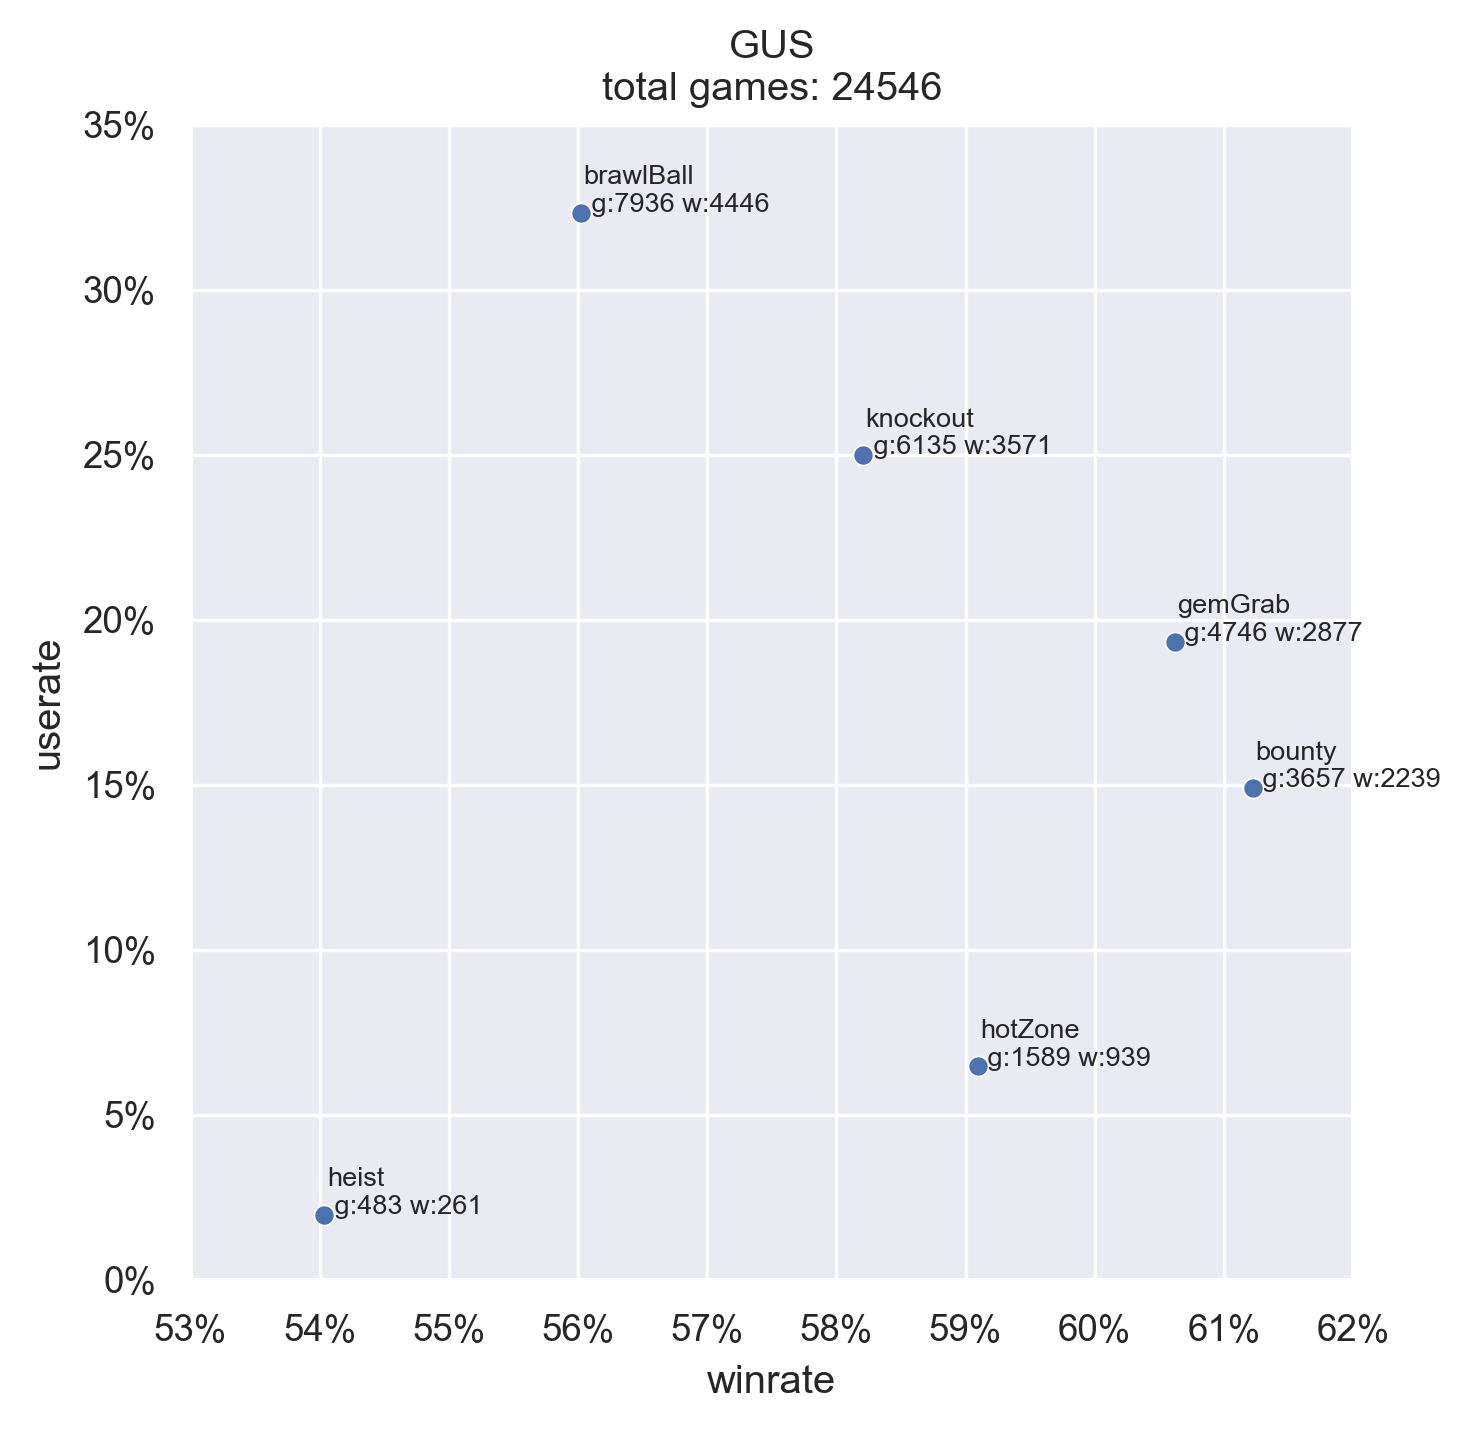 GUS
total games: 24546
35%
30%
25%
20%
15%
10%
5%
0%
userate
brawlBall
g:7936 w:4446
knockout
g:6135 w:3571
gemGrab
g:4746 w:2877
bounty
g:3657 w:2239
hotZone
g:1589 w:939
heist
g:483 w:261
53% 54% 55% 56% 57% 58% 59% 60% 61% 62%
winrate